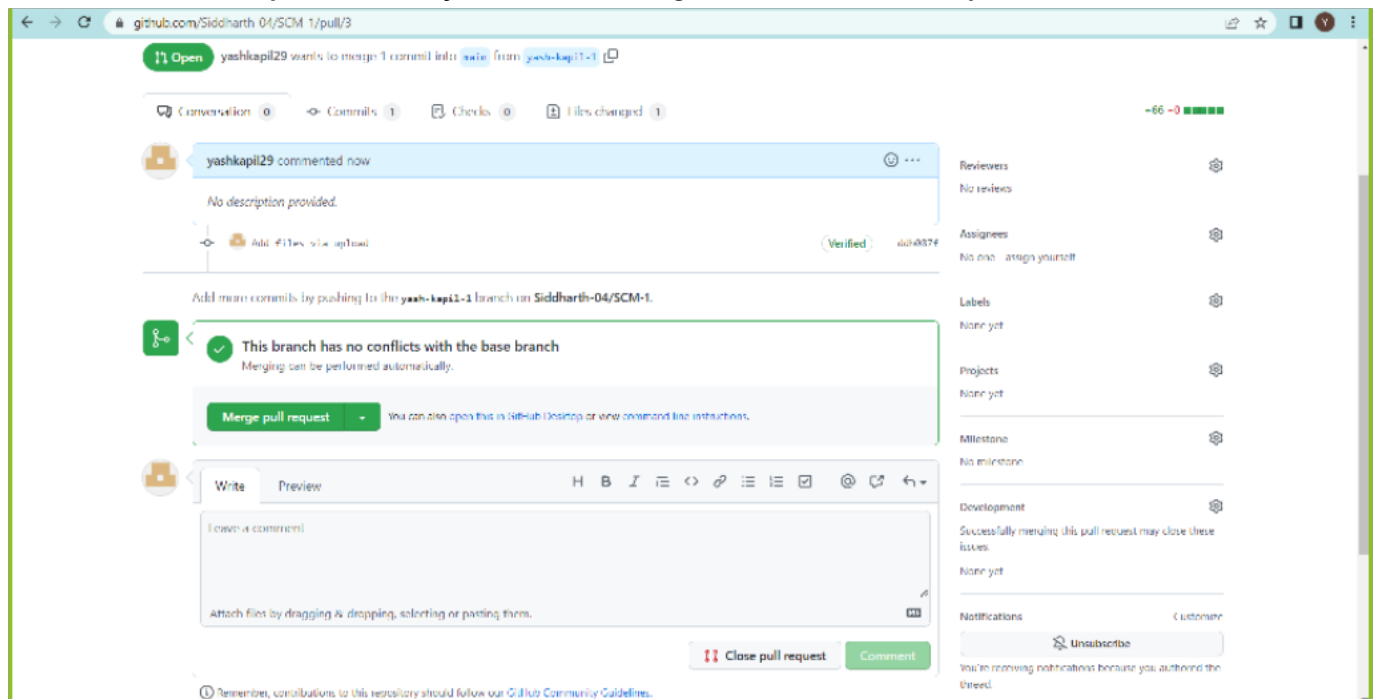 github.com/Siddharth-04/SCM-1/pull/3
Y
Open yashkapil29 wants to merge 1 commit into main from yash-kapil-1
Conversation 0 Commits 1 Checks 0 Files changed 1
+66 −0
yashkapil29 commented now
No description provided.
Add files via upload Verified
Add more commits by pushing to the yash-kapil-1 branch on Siddharth-04/SCM-1.
This branch has no conflicts with the base branch
Merging can be performed automatically.
Merge pull request You can also open this in GitHub Desktop or view command line instructions.
Write Preview H B I
Leave a comment
Attach files by dragging & dropping, selecting or pasting them.
Close pull request Comment
Remember, contributions to this repository should follow our GitHub Community Guidelines.
Reviewers
No reviews
Assignees
No one assign yourself
Labels
None yet
Projects
None yet
Milestone
No milestone
Development
Successfully merging this pull request may close these
issues.
None yet
Notifications Customize
Unsubscribe
You're receiving notifications because you authored the
thread.